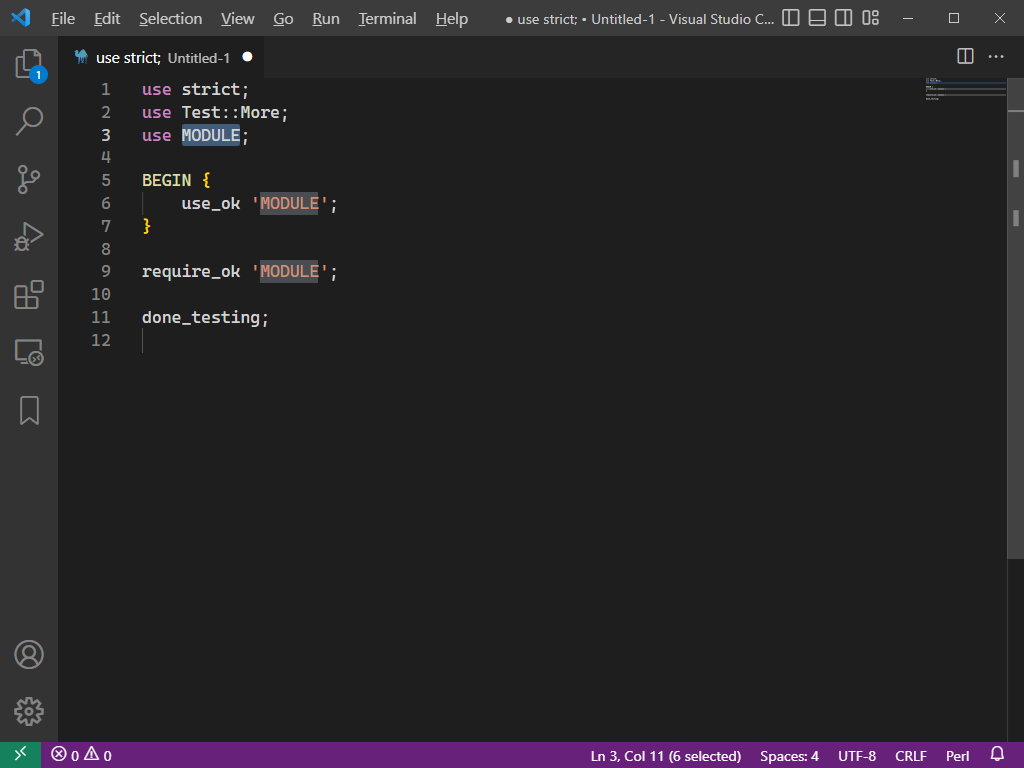 File Edit Selection View Go Run Terminal Help ● use strict; • Untitled-1 - Visual Studio C...
use strict; Untitled-1 ●
1
1 use strict;
2 use Test::More;
3 use MODULE;
4
5 BEGIN {
6 use_ok 'MODULE';
7 }
8
9 require_ok 'MODULE';
10
11 done_testing;
12
0 0 Ln 3, Col 11 (6 selected) Spaces: 4 UTF-8 CRLF Perl